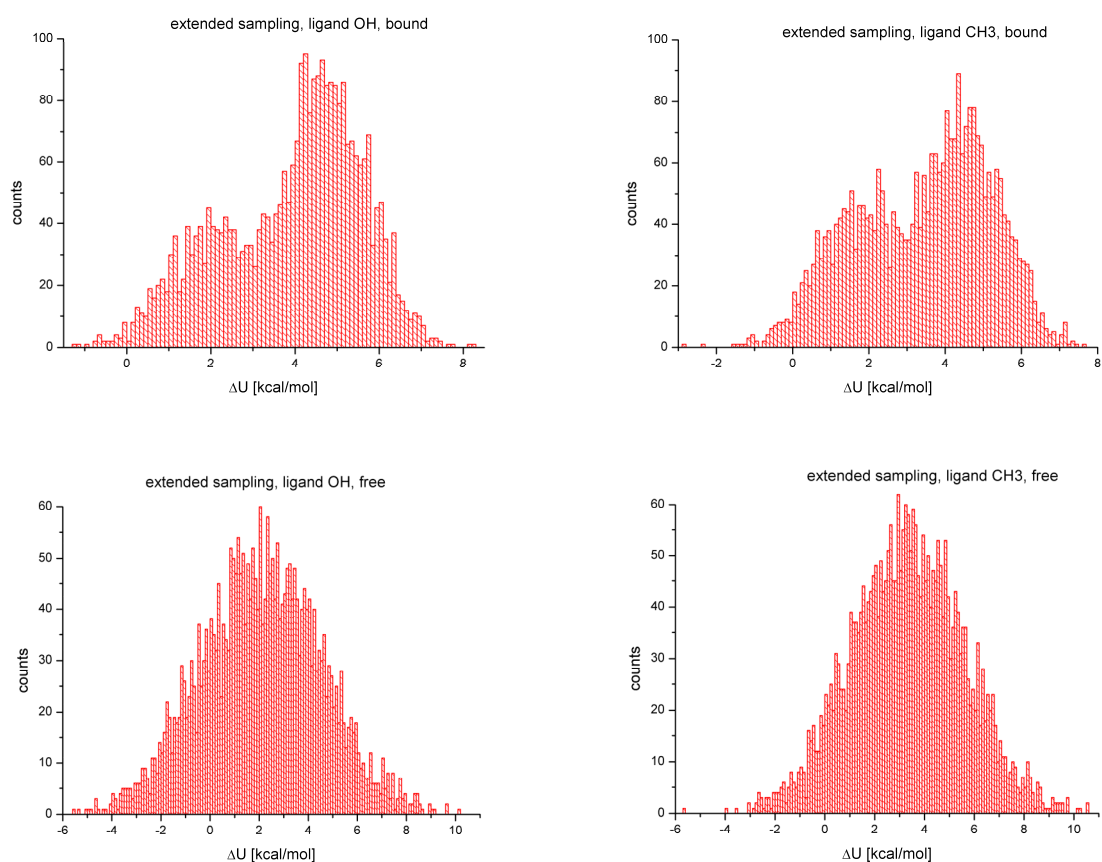 extended sampling, ligand OH, bound
100
80
60
40
20
0
counts
0 2 4 6 8
ΔU [kcal/mol]
extended sampling, ligand CH3, bound
100
80
60
40
20
0
counts
-2 0 2 4 6 8
ΔU [kcal/mol]
extended sampling, ligand OH, free
60
50
40
30
20
10
0
counts
-6 -4 -2 0 2 4 6 8 10
ΔU [kcal/mol]
extended sampling, ligand CH3, free
60
50
40
30
20
10
0
counts
-6 -4 -2 0 2 4 6 8 10
ΔU [kcal/mol]